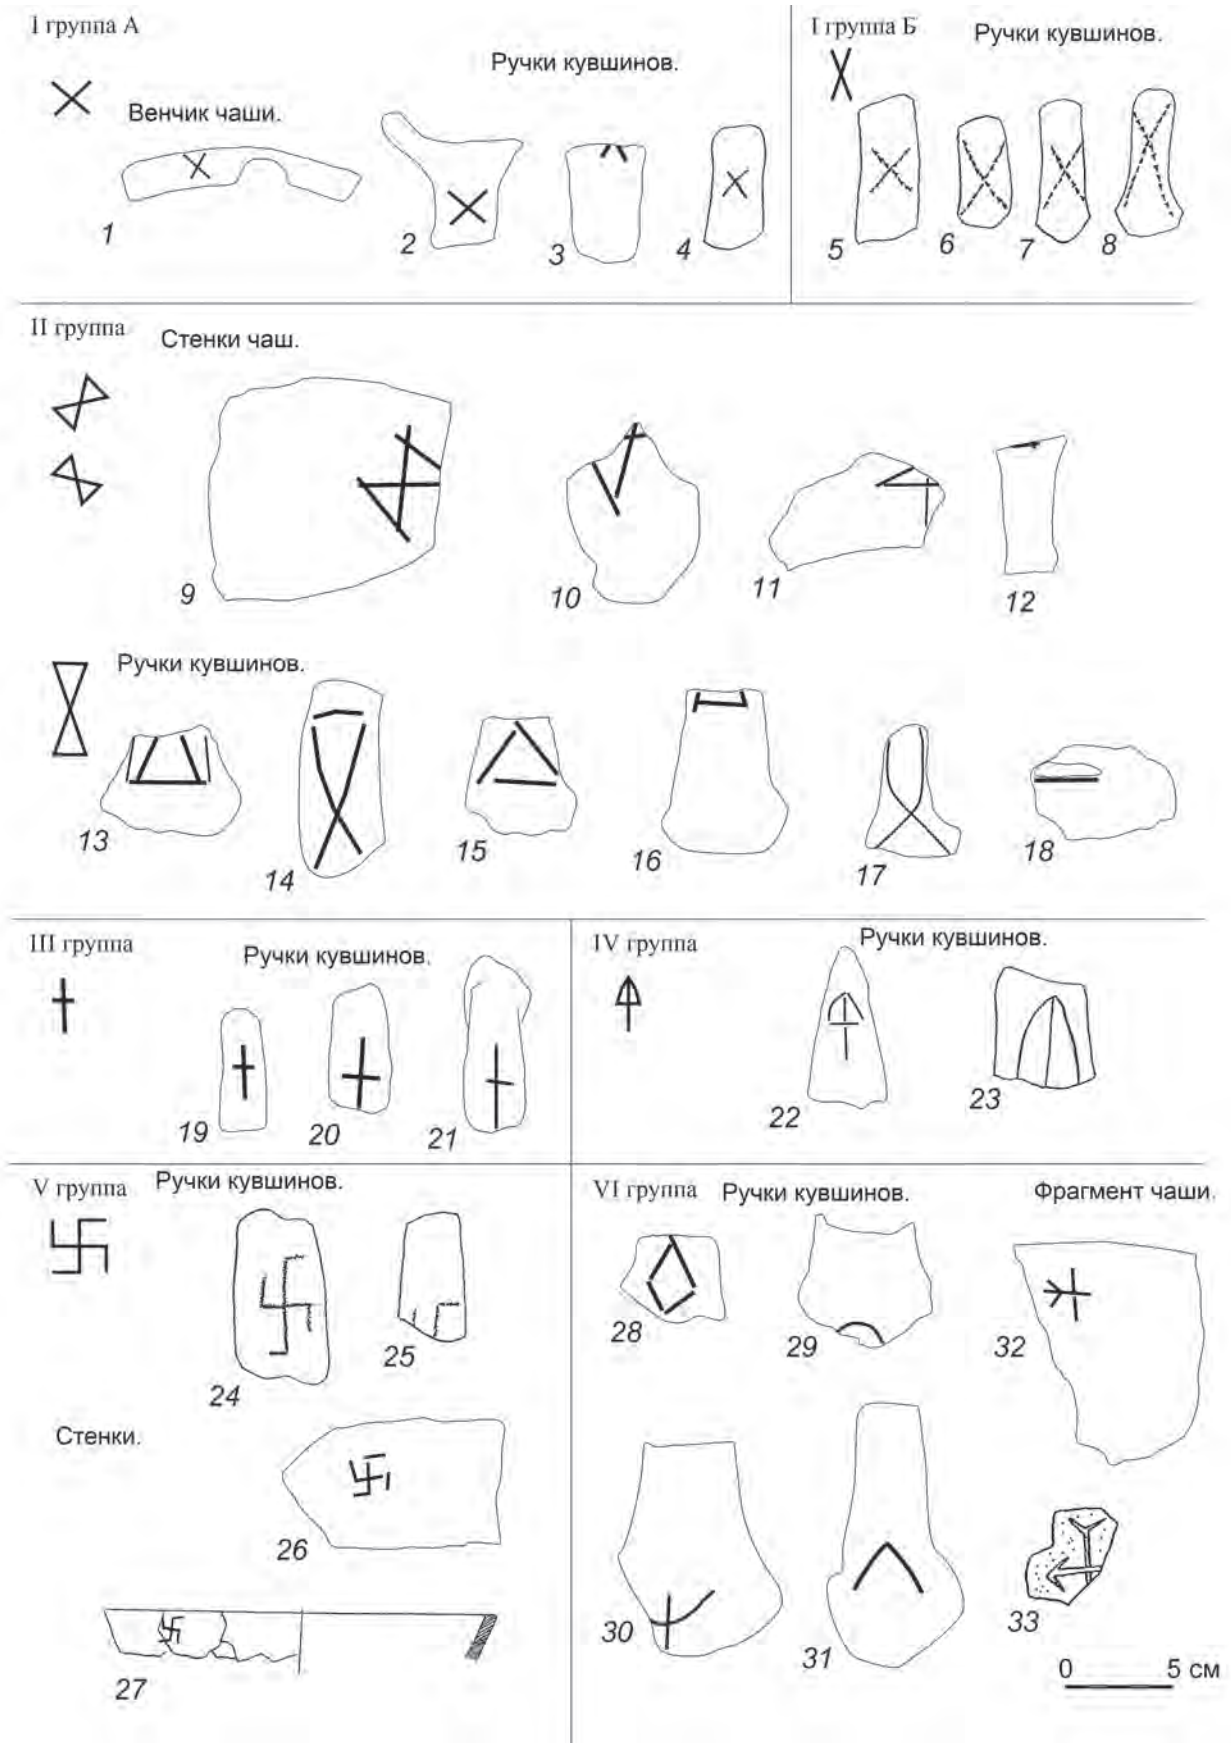 I группа А
Ручки кувшинов.
Венчик чаши.
1
2
3
4
I группа Б
Ручки кувшинов.
5
6
7
8
II группа
Стенки чаш.
9
10
11
12
Ручки кувшинов.
13
14
15
16
17
18
III группа
Ручки кувшинов.
19
20
21
IV группа
Ручки кувшинов.
22
23
V группа
Ручки кувшинов.
24
25
Стенки.
26
27
VI группа
Ручки кувшинов.
Фрагмент чаши.
28
29
32
30
31
33
0 5 см